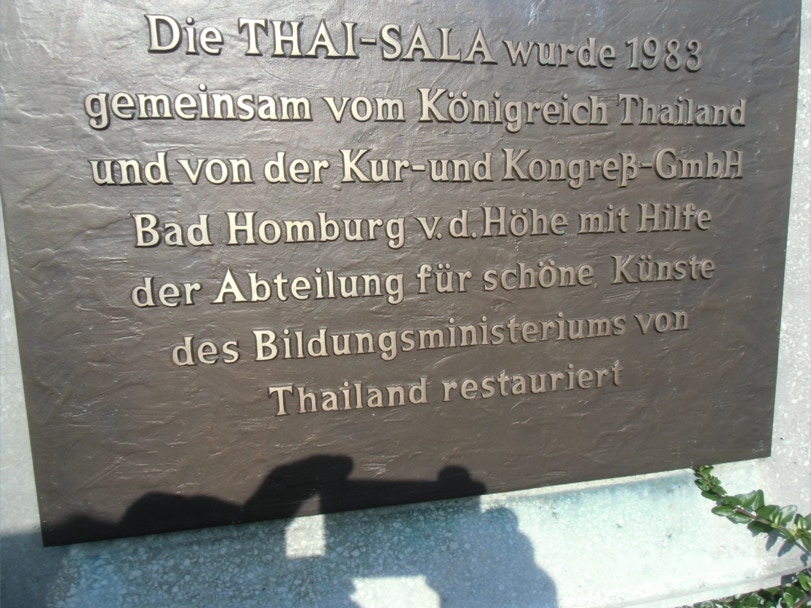 Die THAI-SALA wurde 1983
gemeinsam vom Königreich Thailand
und von der Kur-und Kongreß-GmbH
Bad Homburg v.d.Höhe mit Hilfe
der Abteilung für schöne Künste
des Bildungsministeriums von
Thailand restauriert